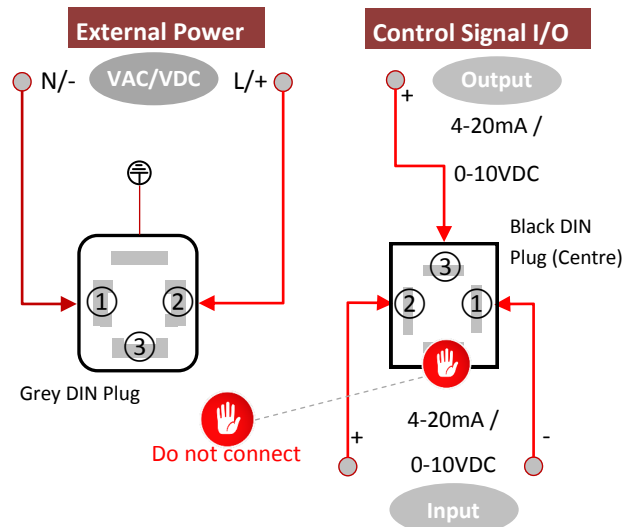 External Power
N/-
VAC/VDC
L/+
1
2
3
Grey DIN Plug
Do not connect
Control Signal I/O
+
Output
4-20mA /
0-10VDC
Black DIN
Plug (Centre)
3
2
1
+
4-20mA /
-
0-10VDC
Input